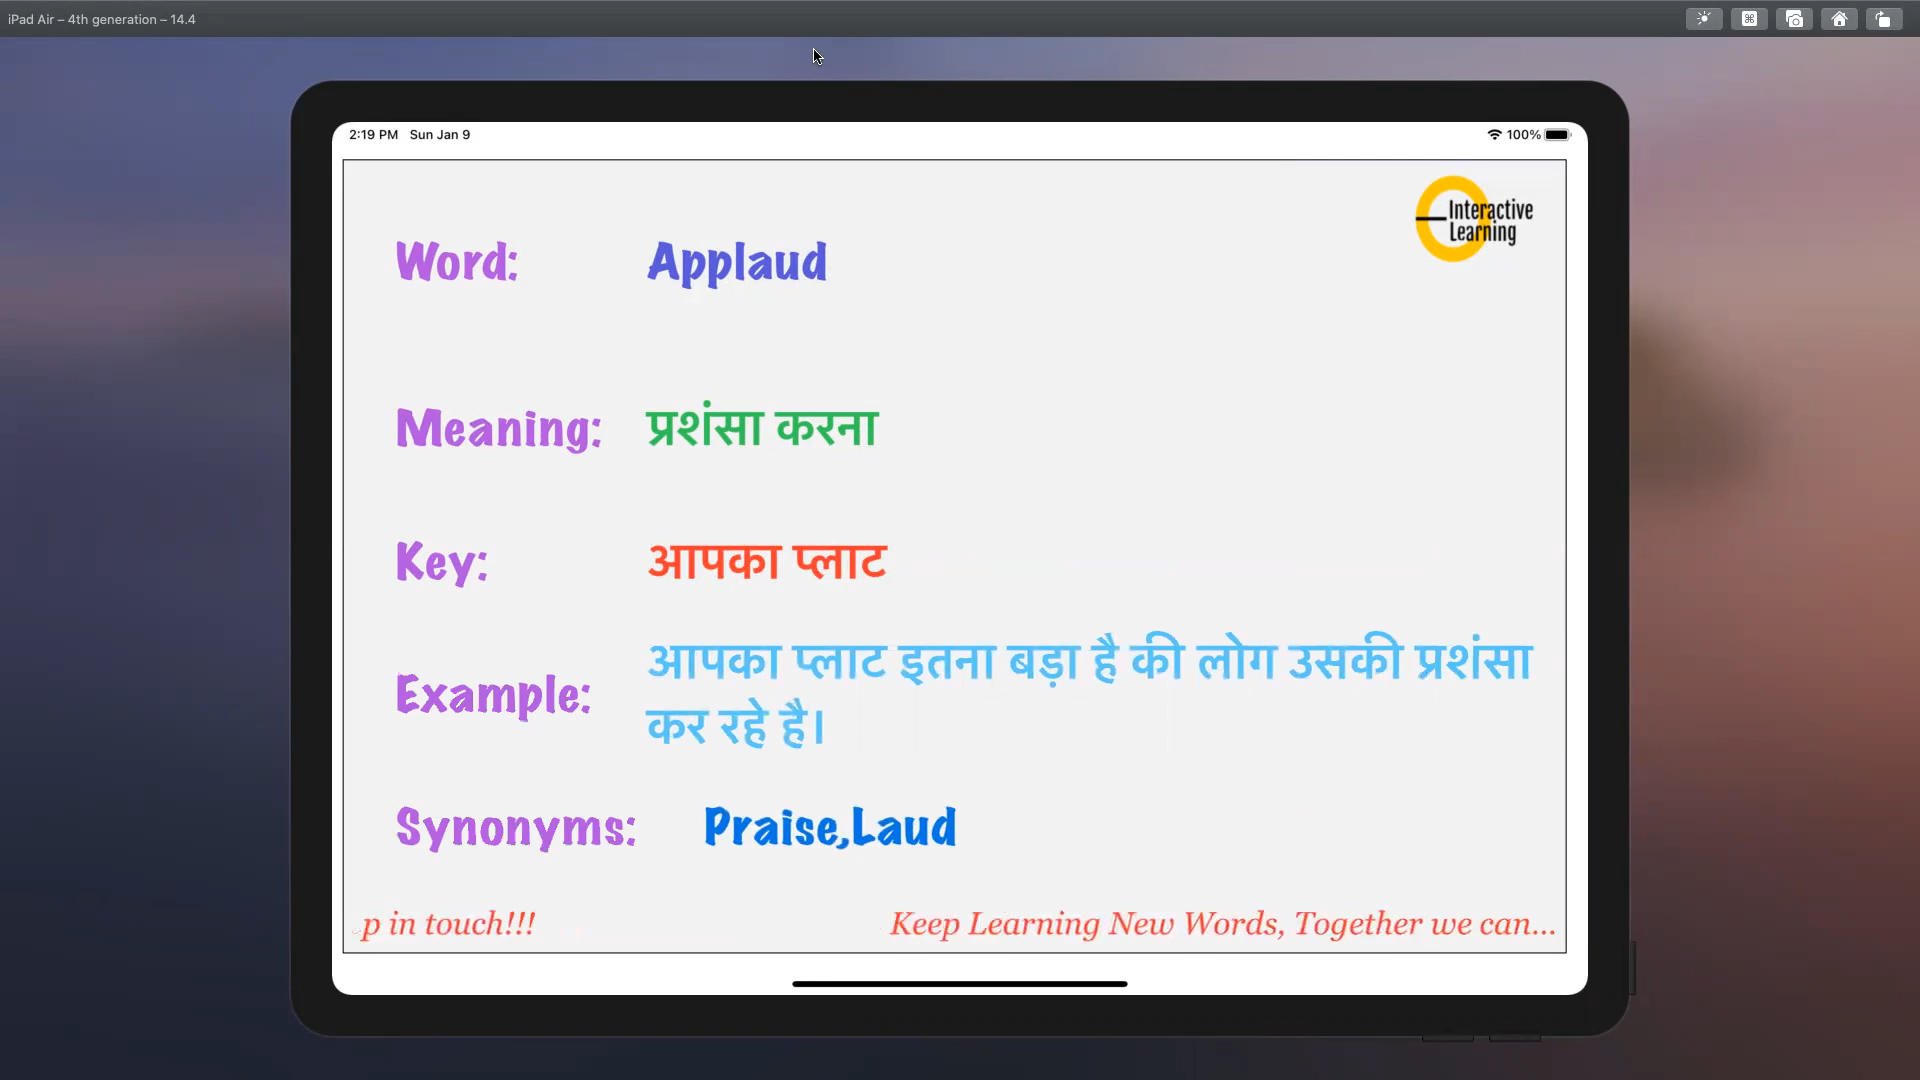 iPad Air – 4th generation – 14.4
2:19 PM Sun Jan 9
100%
Interactive
Learning
Word: Applaud
Meaning: प्रशंसा करना
Key: आपका प्लाट
Example: आपका प्लाट इतना बड़ा है की लोग उसकी प्रशंसा
कर रहे है।
Synonyms: Praise,Laud
p in touch!!! Keep Learning New Words, Together we can...